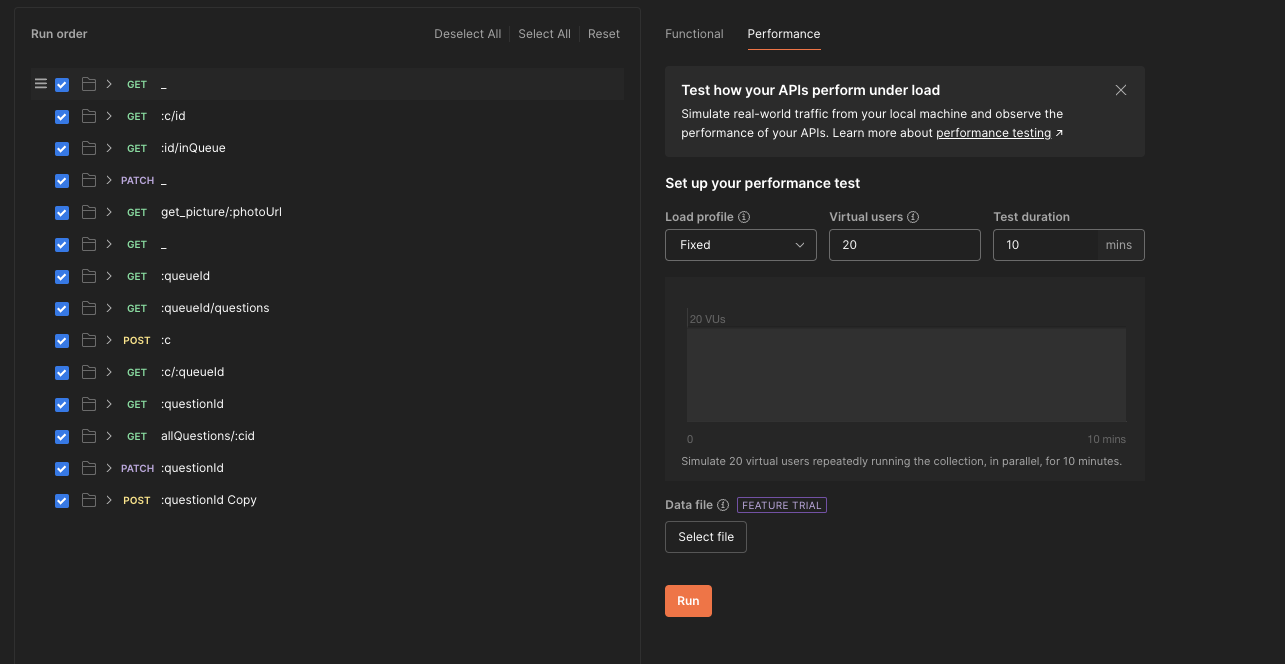 Run order
Deselect All
Select All
Reset
GET _
GET :c/id
GET :id/inQueue
PATCH _
GET get_picture/:photoUrl
GET _
GET :queueId
GET :queueId/questions
POST :c
GET :c/:queueId
GET :questionId
GET allQuestions/:cid
PATCH :questionId
POST :questionId Copy
Functional
Performance
Test how your APIs perform under load
Simulate real-world traffic from your local machine and observe the
performance of your APIs. Learn more about performance testing ↗
Set up your performance test
Load profile
Virtual users
Test duration
Fixed
20
10 mins
20 VUs
0
10 mins
Simulate 20 virtual users repeatedly running the collection, in parallel, for 10 minutes.
Data file FEATURE TRIAL
Select file
Run